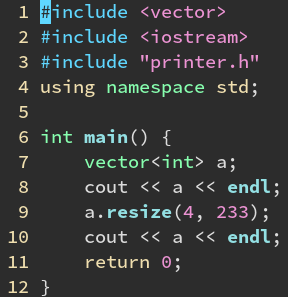 1 #include <vector>
2 #include <iostream>
3 #include "printer.h"
4 using namespace std;
5
6 int main() {
7     vector<int> a;
8     cout << a << endl;
9     a.resize(4, 233);
10     cout << a << endl;
11     return 0;
12 }